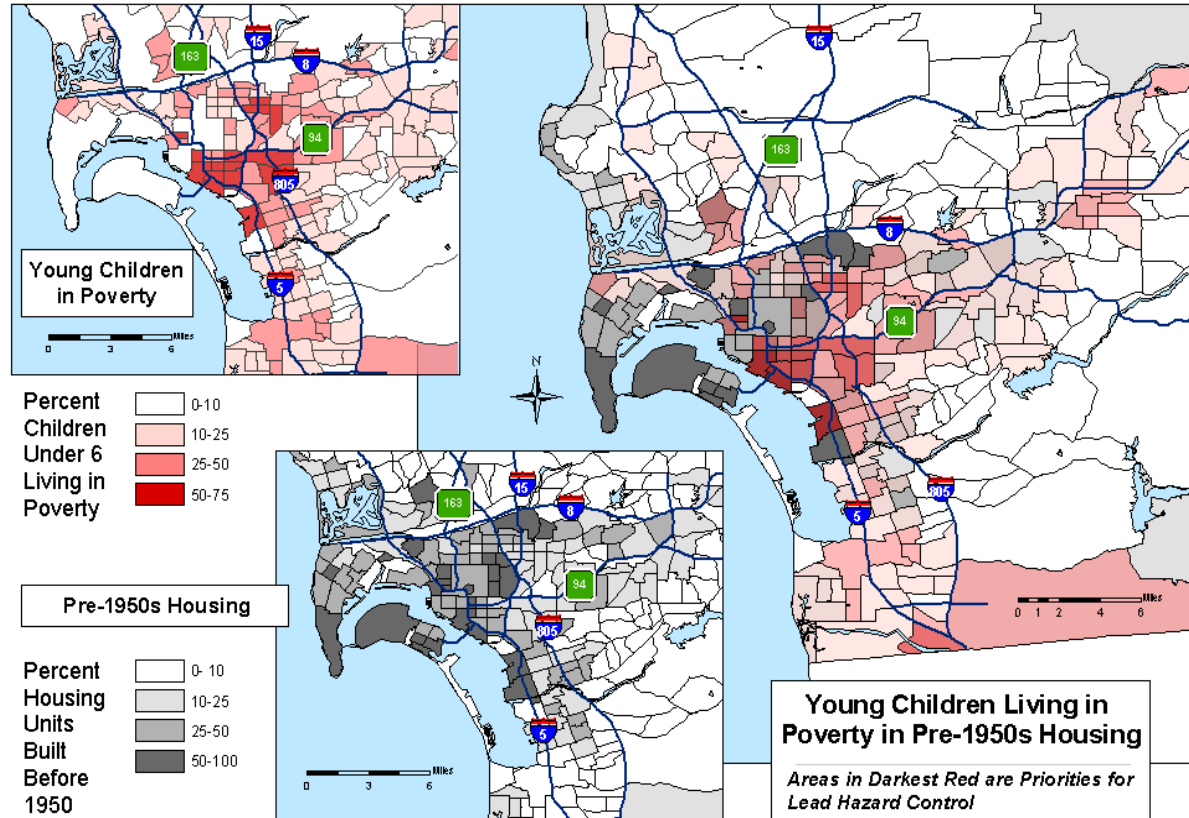 15
163
8
94
805
5
Young Children
in Poverty
Miles
0 3 6
Percent
Children
Under 6
Living in
Poverty
0-10
10-25
25-50
50-75
Pre-1950s Housing
Percent
Housing
Units
Built
Before
1950
0- 10
10-25
25-50
50-100
15
163
8
94
805
5
Miles
0 3 6
N
15
163
8
94
805
5
0 1 2 4 6
Miles
Young Children Living in
Poverty in Pre-1950s Housing
Areas in Darkest Red are Priorities for
Lead Hazard Control